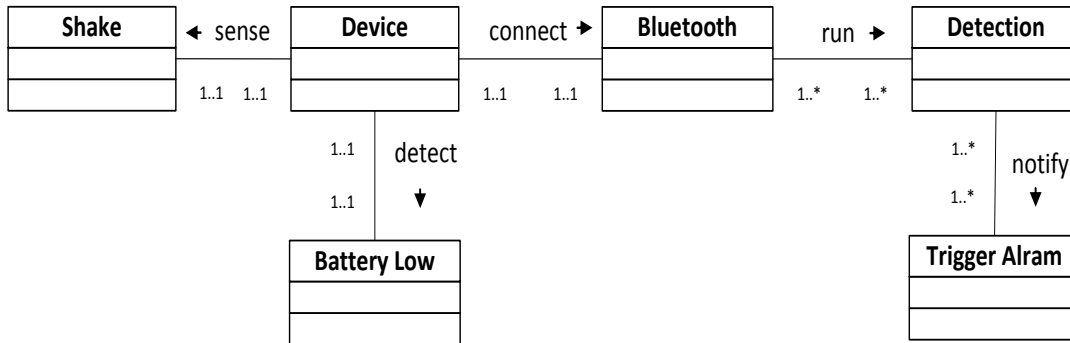 Shake
sense
Device
connect
Bluetooth
run
Detection
1..1 1..1
1..1 1..1
1..* 1..*
1..1
detect
1..1
1..*
notify
1..*
Battery Low
Trigger Alram